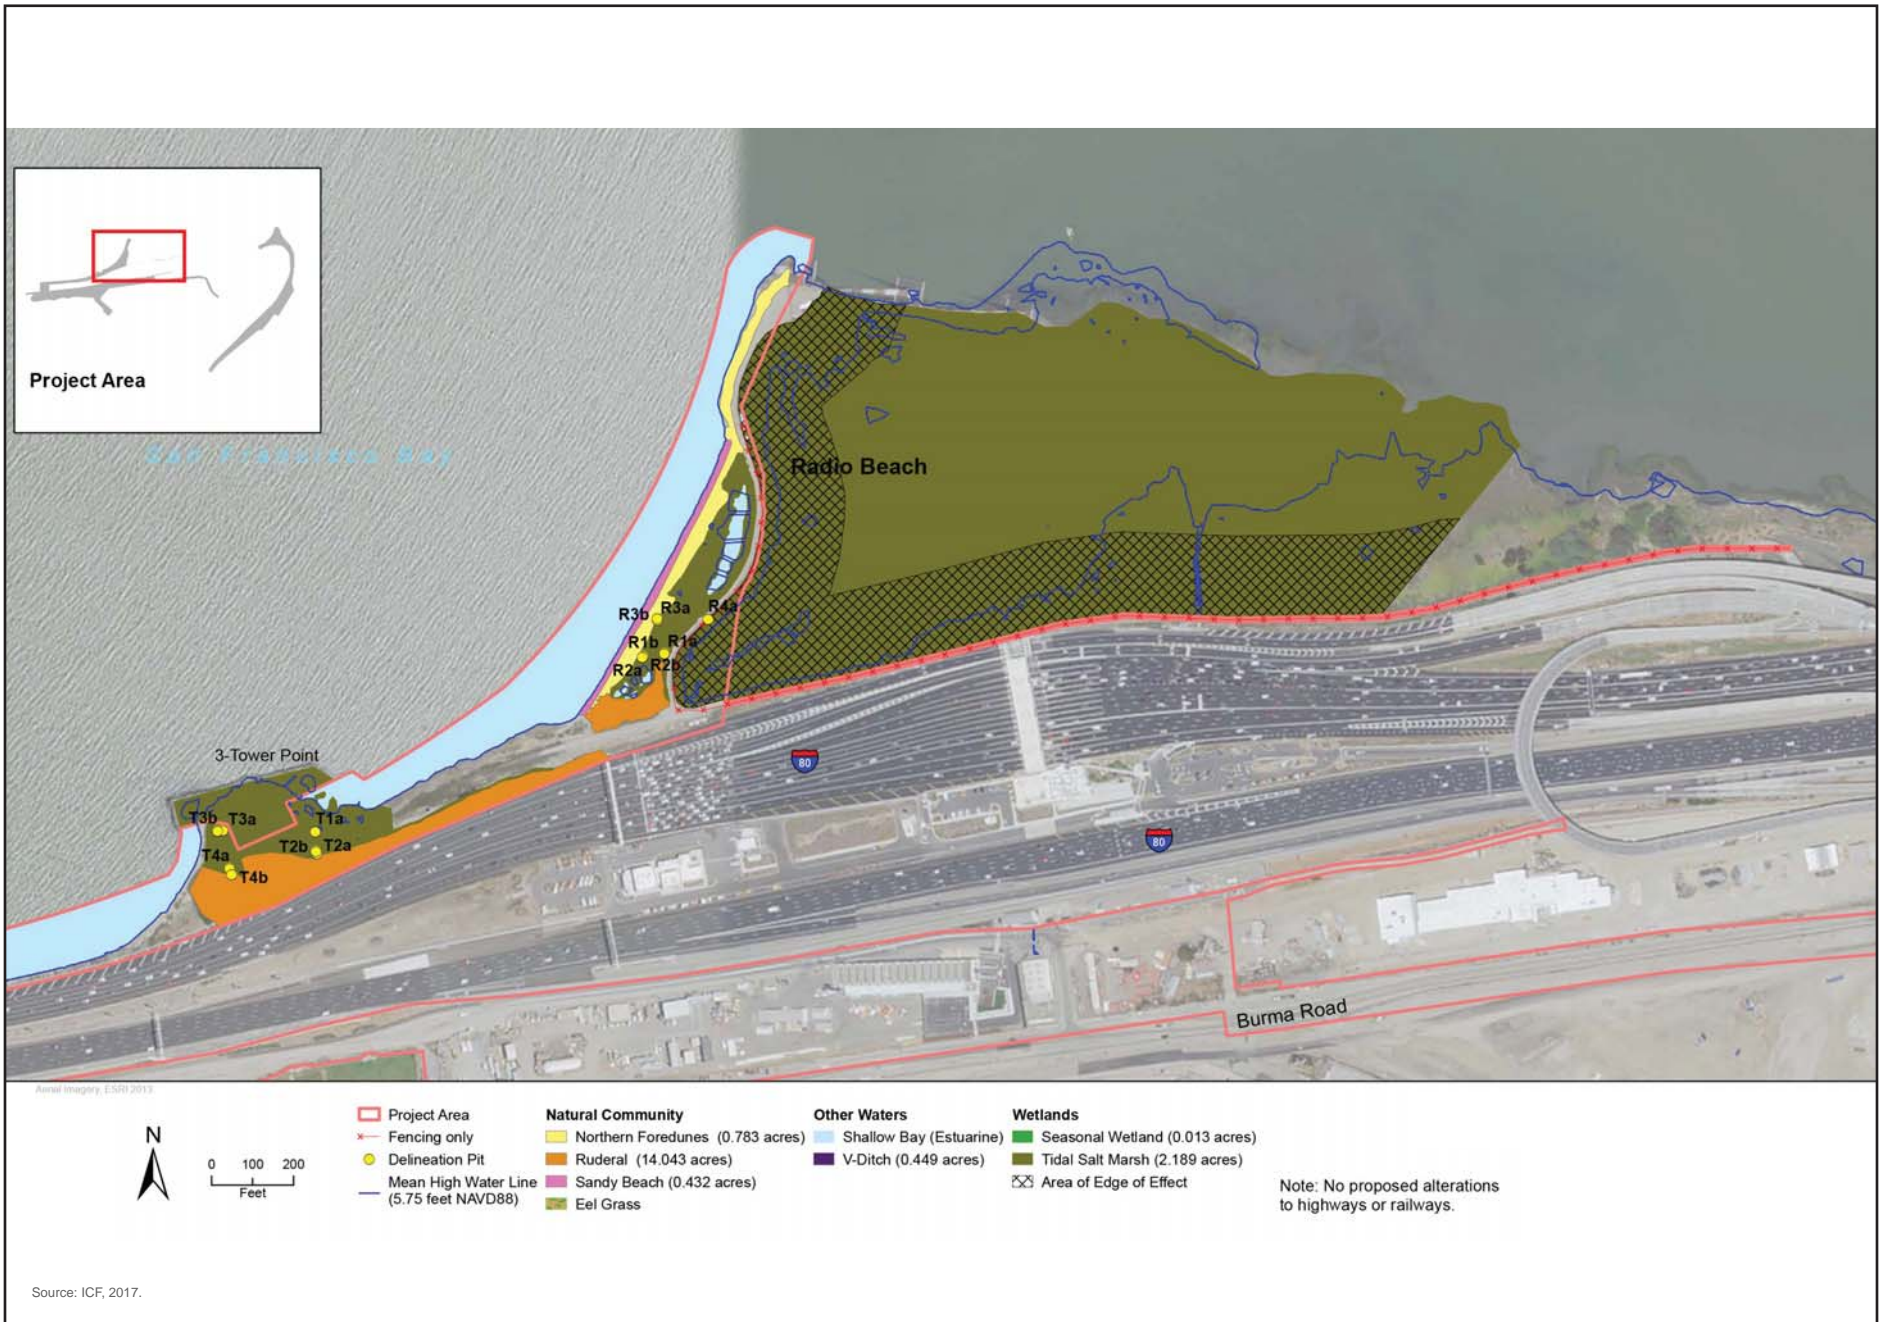 Project Area
San Francisco Bay
Radio Beach
R3b
R3a
R4a
R1b
R1a
R2a
R2b
3-Tower Point
80
T3b
T3a
T1a
T2b
T2a
T4a
T4b
80
Burma Road
Aerial Imagery, ESRI 2013.
N
0 100 200
Feet
Project Area
Fencing only
Delineation Pit
Mean High Water Line
(5.75 feet NAVD88)
Natural Community
Northern Foredunes (0.783 acres)
Ruderal (14.043 acres)
Sandy Beach (0.432 acres)
Eel Grass
Other Waters
Shallow Bay (Estuarine)
V-Ditch (0.449 acres)
Wetlands
Seasonal Wetland (0.013 acres)
Tidal Salt Marsh (2.189 acres)
Area of Edge of Effect
Note: No proposed alterations
to highways or railways.
Source: ICF, 2017.